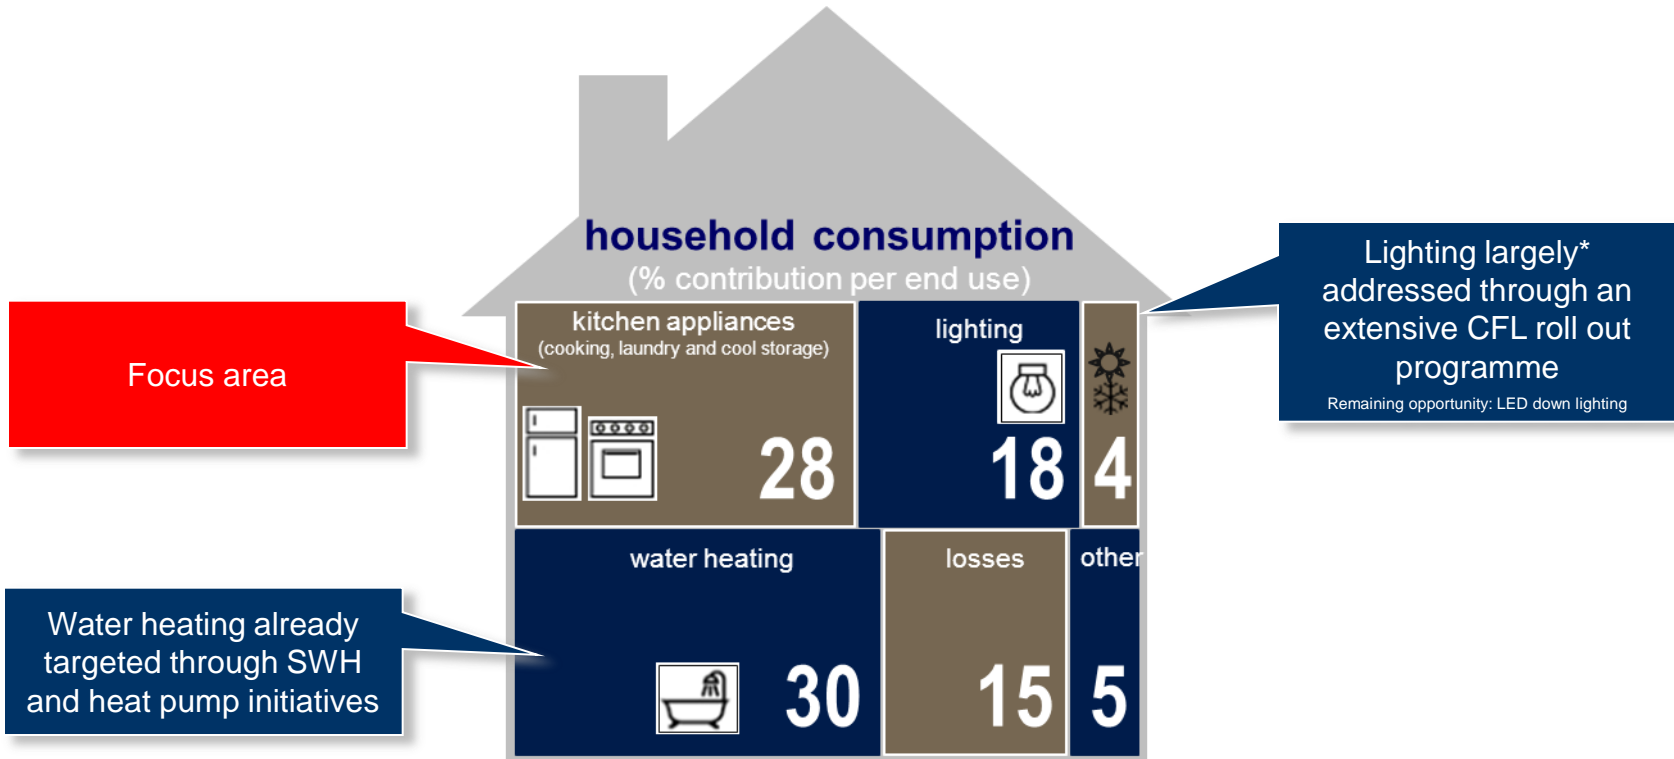 household consumption
(% contribution per end use)
kitchen appliances
(cooking, laundry and cool storage)
28
lighting
18
4
water heating
30
losses
15
other
5
Focus area
Water heating already
targeted through SWH
and heat pump initiatives
Lighting largely*
addressed through an
extensive CFL roll out
programme
Remaining opportunity: LED down lighting